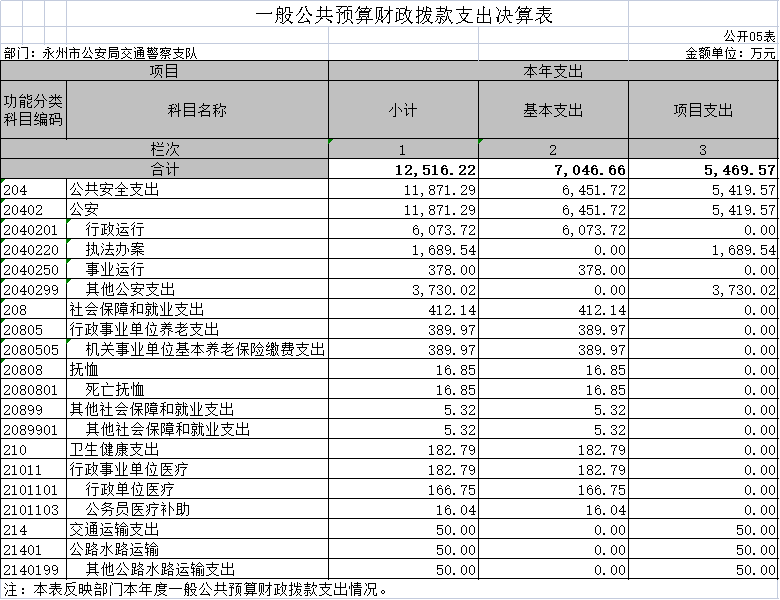 一般公共预算财政拨款支出决算表
公开05表
部门：永州市公安局交通警察支队 金额单位：万元
项目 本年支出
功能分类科目编码 科目名称 小计 基本支出 项目支出
栏次 1 2 3
合计 12,516.22 7,046.66 5,469.57
204 公共安全支出 11,871.29 6,451.72 5,419.57
20402 公安 11,871.29 6,451.72 5,419.57
2040201 行政运行 6,073.72 6,073.72 0.00
2040220 执法办案 1,689.54 0.00 1,689.54
2040250 事业运行 378.00 378.00 0.00
2040299 其他公安支出 3,730.02 0.00 3,730.02
208 社会保障和就业支出 412.14 412.14 0.00
20805 行政事业单位养老支出 389.97 389.97 0.00
2080505 机关事业单位基本养老保险缴费支出 389.97 389.97 0.00
20808 抚恤 16.85 16.85 0.00
2080801 死亡抚恤 16.85 16.85 0.00
20899 其他社会保障和就业支出 5.32 5.32 0.00
2089901 其他社会保障和就业支出 5.32 5.32 0.00
210 卫生健康支出 182.79 182.79 0.00
21011 行政事业单位医疗 182.79 182.79 0.00
2101101 行政单位医疗 166.75 166.75 0.00
2101103 公务员医疗补助 16.04 16.04 0.00
214 交通运输支出 50.00 0.00 50.00
21401 公路水路运输 50.00 0.00 50.00
2140199 其他公路水路运输支出 50.00 0.00 50.00
注：本表反映部门本年度一般公共预算财政拨款支出情况。